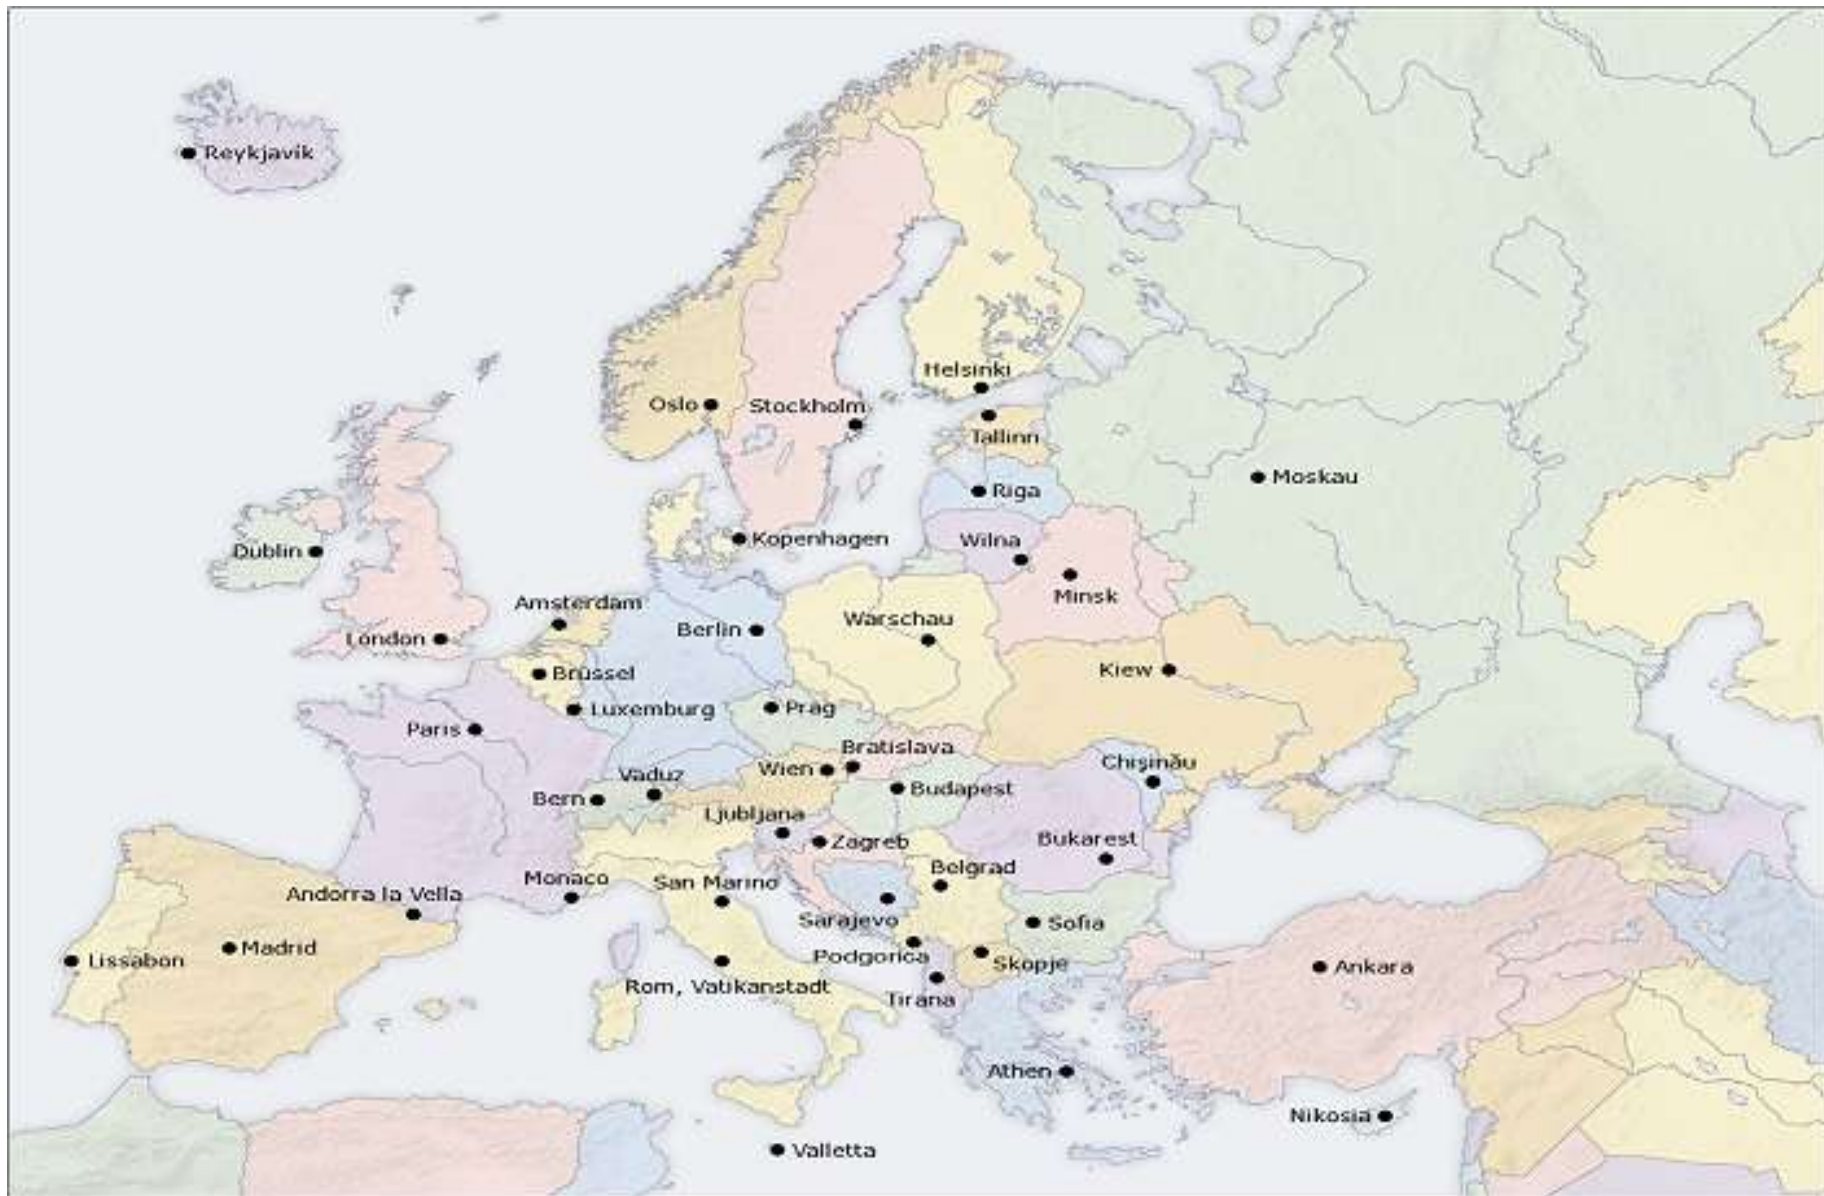 Reykjavík
Helsinki
Oslo
Stockholm
Tallinn
Moskau
Riga
Kopenhagen
Wilna
Dublin
Minsk
Amsterdam
Warschau
Berlin
London
Kiew
Brüssel
Luxemburg
Prag
Paris
Bratislava
Chişinău
Wien
Vaduz
Budapest
Bern
Ljubljana
Zagreb
Bukarest
Belgrad
Monaco
San Marino
Andorra la Vella
Sarajevo
Sofia
Madrid
Lissabon
Podgorica
Skopje
Ankara
Rom, Vatikanstadt
Tirana
Athen
Nikosia
Valletta